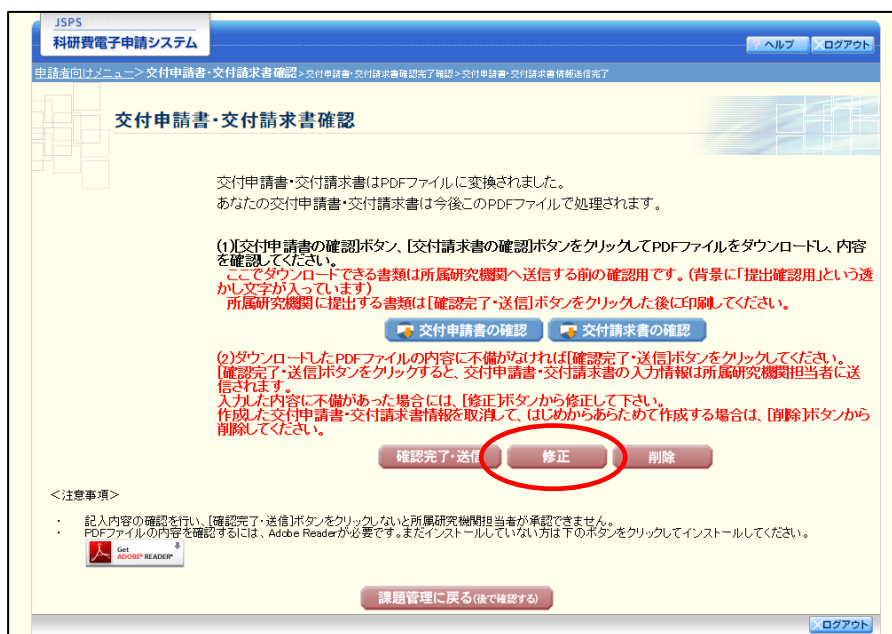 JSPS
科研費電子申請システム
? ヘルプ
ログアウト
申請者向けメニュー>交付申請書・交付請求書確認>交付申請書・交付請求書確認完了確認>交付申請書・交付請求書情報送信完了
交付申請書・交付請求書確認
交付申請書・交付請求書はPDFファイルに変換されました。
あなたの交付申請書・交付請求書は今後このPDFファイルで処理されます。
(1)[交付申請書の確認]ボタン、[交付請求書の確認]ボタンをクリックしてPDFファイルをダウンロードし、内容
を確認してください。
ここでダウンロードできる書類は所属研究機関へ送信する前の確認用です。(背景に「提出確認用」という透
かし文字が入っています)
所属研究機関に提出する書類は[確認完了・送信]ボタンをクリックした後に印刷してください。
交付申請書の確認
交付請求書の確認
(2)ダウンロードしたPDFファイルの内容に不備がなければ[確認完了・送信]ボタンをクリックしてください。
[確認完了・送信]ボタンをクリックすると、交付申請書・交付請求書の入力情報は所属研究機関担当者に送
信されます。
入力した内容に不備があった場合には、[修正]ボタンから修正して下さい。
作成した交付申請書・交付請求書情報を取消して、はじめからあらためて作成する場合は、[削除]ボタンから
削除してください。
確認完了・送信
修正
削除
<注意事項>
・ 記入内容の確認を行い、[確認完了・送信]ボタンをクリックしないと所属研究機関担当者が承認できません。
・ PDFファイルの内容を確認するには、Adobe Readerが必要です。まだインストールしていない方は下のボタンをクリックしてインストールしてください。
Get
ADOBE® READER®
課題管理に戻る(後で確認する)
ログアウト